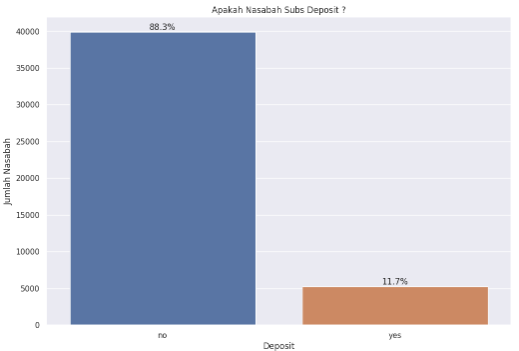 Apakah Nasabah Subs Deposit ?
88.3%
11.7%
Jumlah Nasabah
40000
35000
30000
25000
20000
15000
10000
5000
0
no
yes
Deposit